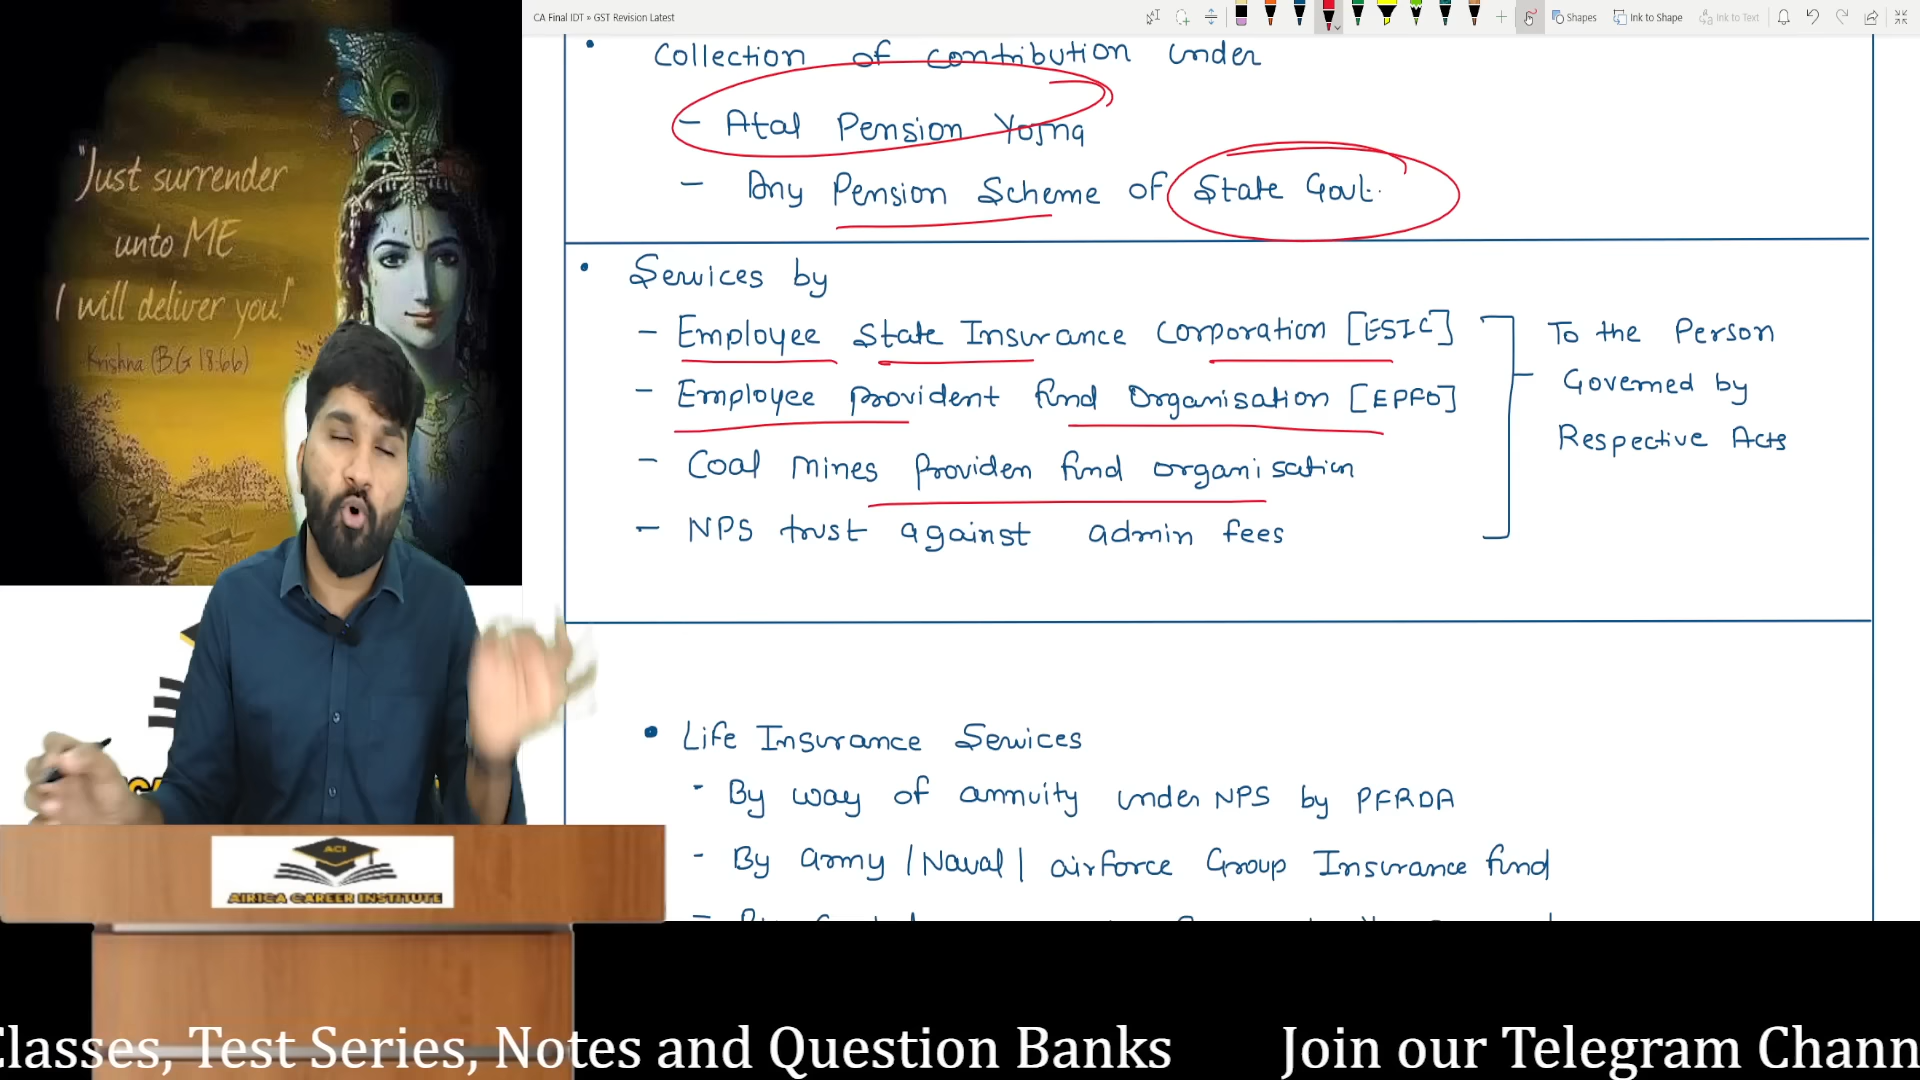 CA Final IDT » GST Revision Latest
Shapes
Ink to Shape
Ink to Text
"Just surrender
unto ME
I will deliver you!"
-Krishna (B.G 18:66)
• Collection of contribution under
- Atal Pension Yojna
- Any Pension Scheme of State Govt.
• Services by
- Employee State Insurance Corporation [ESIC]
- Employee provident fund Organisation [EPFO]
- Coal mines Providen fund organisation
- NPS trust against admin fees
To the Person
Governed by
Respective Acts
• Life Insurance Services
- By way of annuity under NPS by PFRDA
- By army / Naval / airforce Group Insurance fund
ACI
AIRICA CAREER INSTITUTE
Classes, Test Series, Notes and Question Banks
Join our Telegram Chann